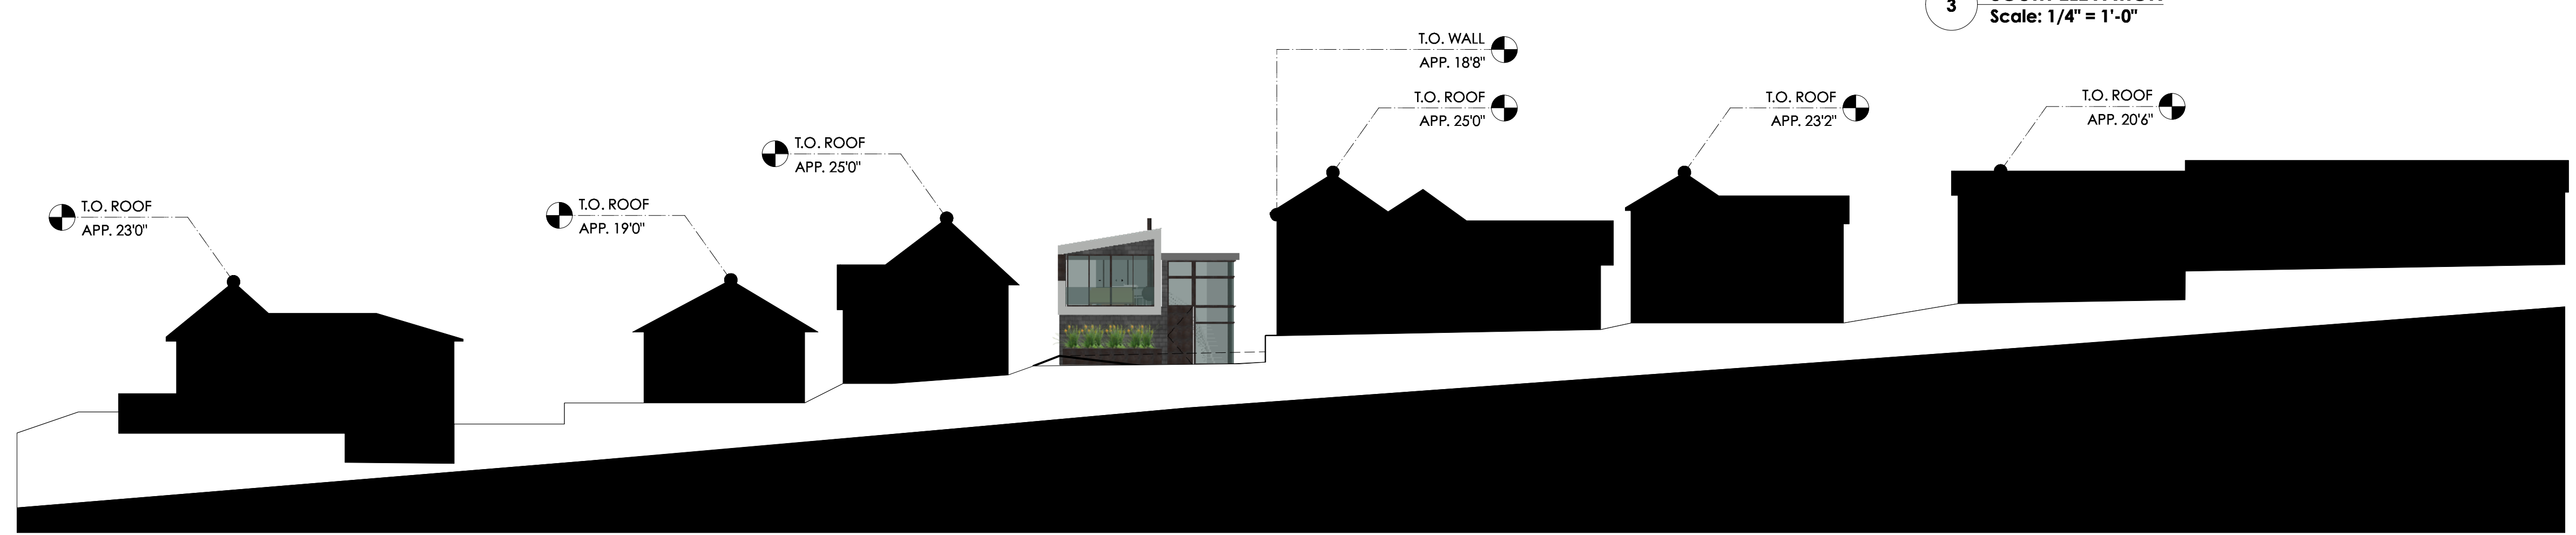 3
Scale: 1/4" = 1'-0"
T.O. WALL
APP. 18'8"
T.O. ROOF
APP. 25'0"
T.O. ROOF
APP. 23'2"
T.O. ROOF
APP. 20'6"
T.O. ROOF
APP. 25'0"
T.O. ROOF
APP. 23'0"
T.O. ROOF
APP. 19'0"